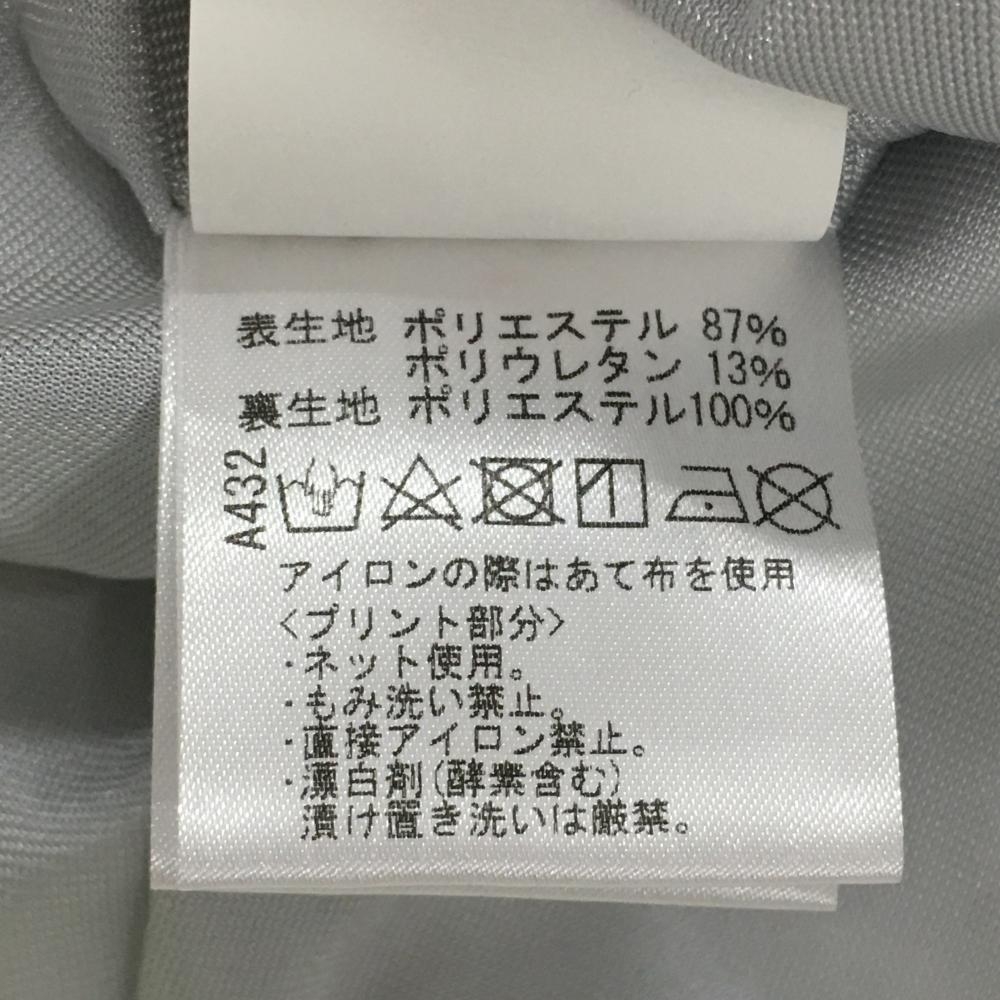 表生地 ポリエステル 87%
ポリウレタン 13%
裏生地 ポリエステル100%
A432
アイロンの際はあて布を使用
<プリント部分>
・ネット使用。
・もみ洗い禁止。
・直接アイロン禁止。
・漂白剤(酵素含む)
漬け置き洗いは厳禁。